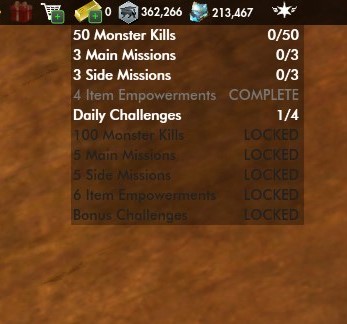 0 362,266 213,467
50 Monster Kills 0/50
3 Main Missions 0/3
3 Side Missions 0/3
4 Item Empowerments COMPLETE
Daily Challenges 1/4
100 Monster Kills LOCKED
5 Main Missions LOCKED
5 Side Missions LOCKED
6 Item Empowerments LOCKED
Bonus Challenges LOCKED